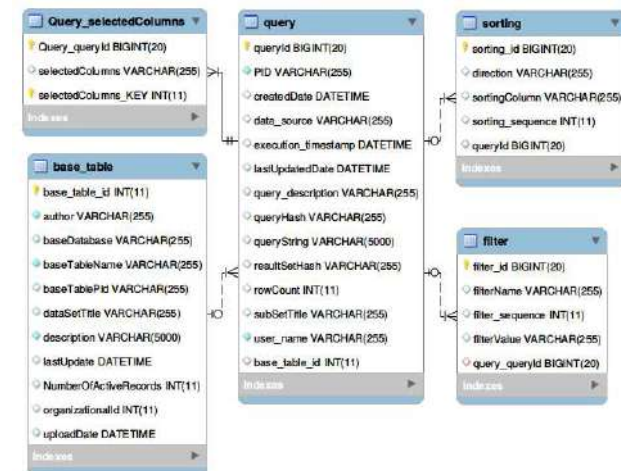 Query_selectedColumns
Query_queryId BIGINT(20)
selectedColumns VARCHAR(255)
selectedColumns_KEY INT(11)
Indexes
base_table
base_table_id INT(11)
author VARCHAR(255)
baseDatabase VARCHAR(255)
baseTableName VARCHAR(255)
baseTablePid VARCHAR(255)
dataSetTitle VARCHAR(255)
description VARCHAR(5000)
lastUpdate DATETIME
NumberOfActiveRecords INT(11)
organizationalId INT(11)
uploadDate DATETIME
Indexes
query
queryId BIGINT(20)
PID VARCHAR(255)
createdDate DATETIME
data_source VARCHAR(255)
execution_timestamp DATETIME
lastUpdatedDate DATETIME
query_description VARCHAR(255)
queryHash VARCHAR(255)
queryString VARCHAR(5000)
resultSetHash VARCHAR(255)
rowCount INT(11)
subSetTitle VARCHAR(255)
user_name VARCHAR(255)
base_table_id INT(11)
Indexes
sorting
sorting_id BIGINT(20)
direction VARCHAR(255)
sortingColumn VARCHAR(255)
sorting_sequence INT(11)
queryId BIGINT(20)
Indexes
filter
filter_id BIGINT(20)
filterName VARCHAR(255)
filter_sequence INT(11)
filterValue VARCHAR(255)
query_queryId BIGINT(20)
Indexes